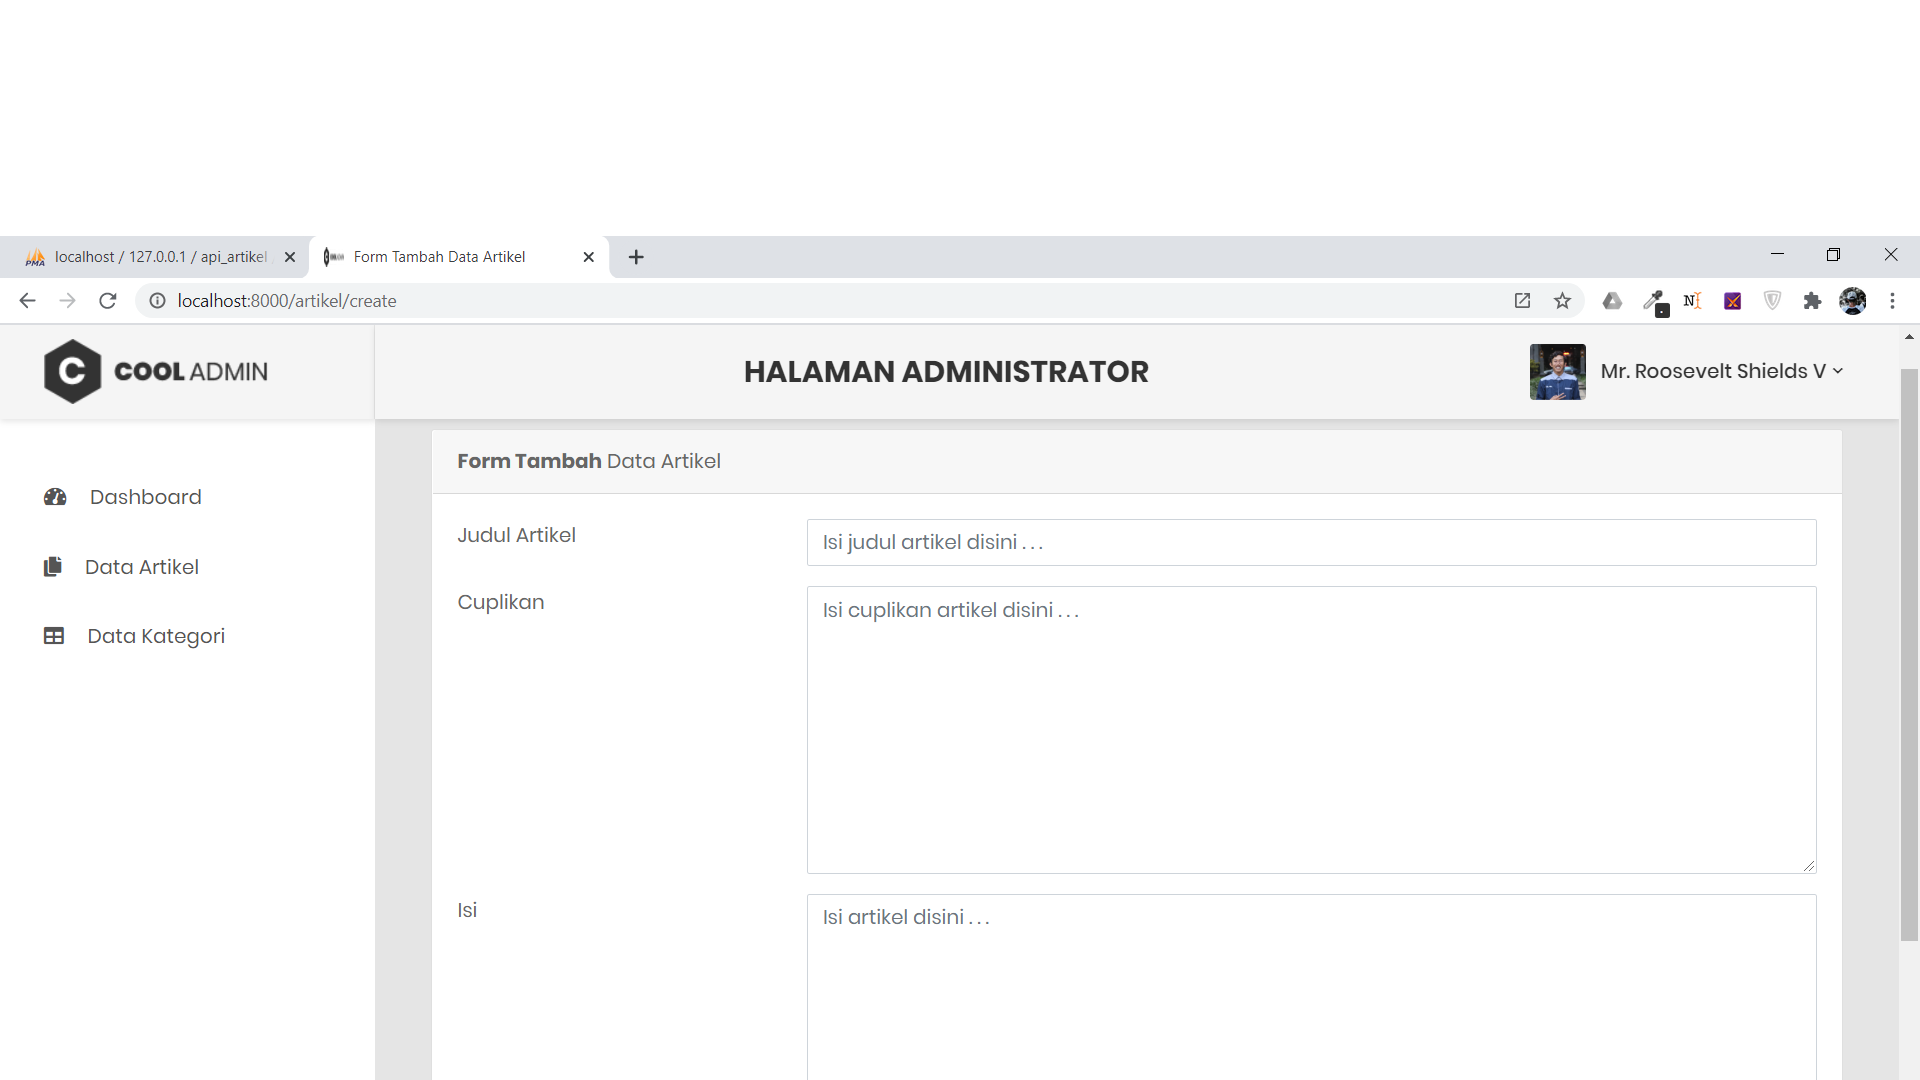 localhost / 127.0.0.1 / api_artikel
Form Tambah Data Artikel
localhost:8000/artikel/create
C COOL ADMIN
HALAMAN ADMINISTRATOR
Mr. Roosevelt Shields V
Dashboard
Data Artikel
Data Kategori
Form Tambah Data Artikel
Judul Artikel
Isi judul artikel disini . . .
Cuplikan
Isi cuplikan artikel disini . . .
Isi
Isi artikel disini . . .